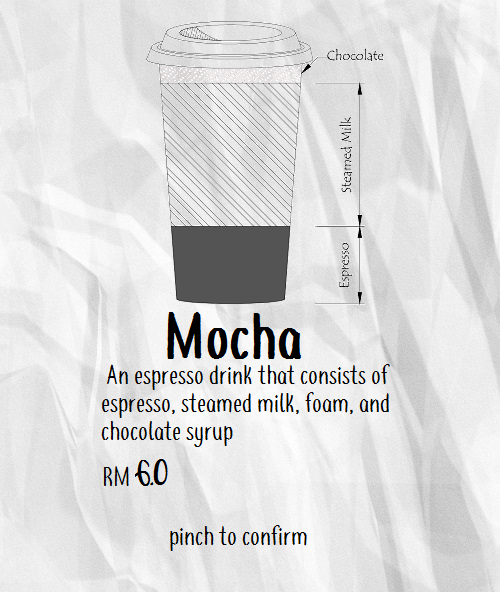 Chocolate
Steamed Milk
Espresso
Mocha
An espresso drink that consists of
espresso, steamed milk, foam, and
chocolate syrup
RM 6.0
pinch to confirm